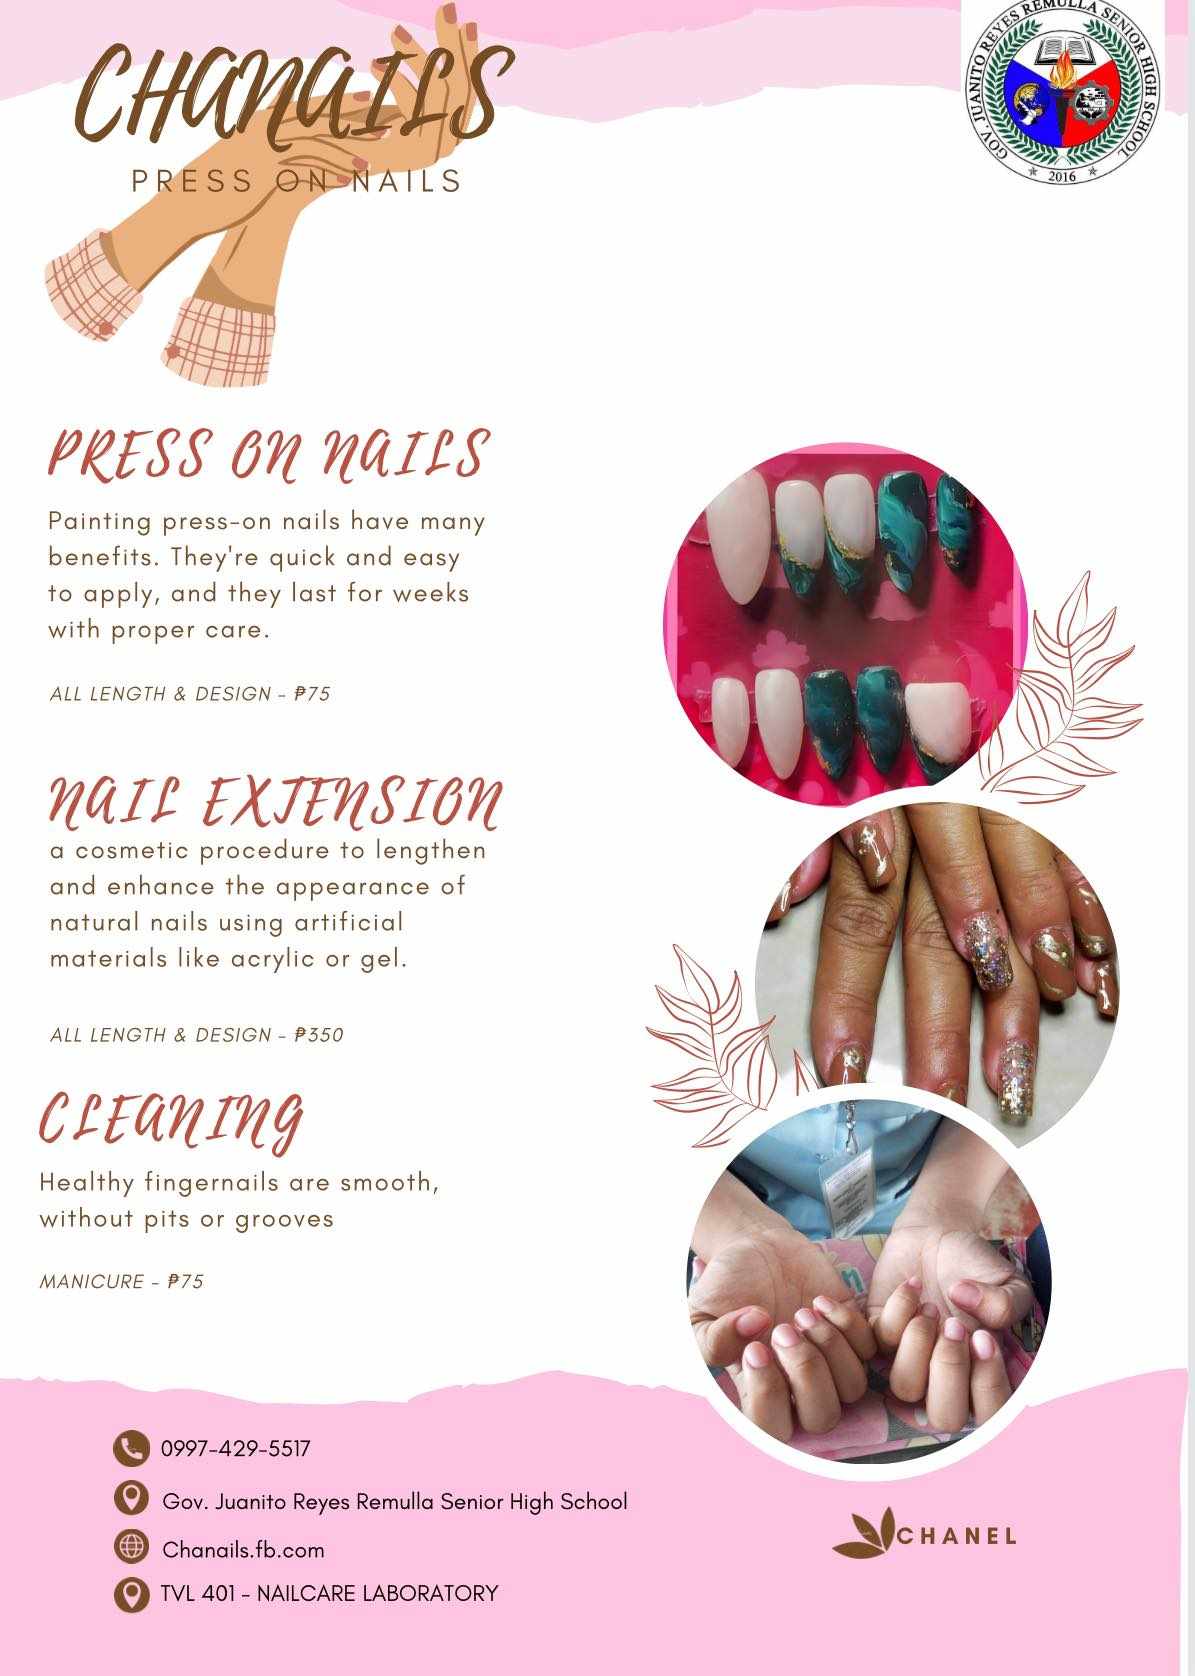 CHANAILS
PRESS ON NAILS
GOV. JUANITO REYES REMULLA SENIOR HIGH SCHOOL
2016
PRESS ON NAILS
Painting press-on nails have many
benefits. They're quick and easy
to apply, and they last for weeks
with proper care.
ALL LENGTH & DESIGN - ₱75
NAIL EXTENSION
a cosmetic procedure to lengthen
and enhance the appearance of
natural nails using artificial
materials like acrylic or gel.
ALL LENGTH & DESIGN - ₱350
CLEANING
Healthy fingernails are smooth,
without pits or grooves
MANICURE - ₱75
0997-429-5517
Gov. Juanito Reyes Remulla Senior High School
Chanails.fb.com
TVL 401 - NAILCARE LABORATORY
CHANEL